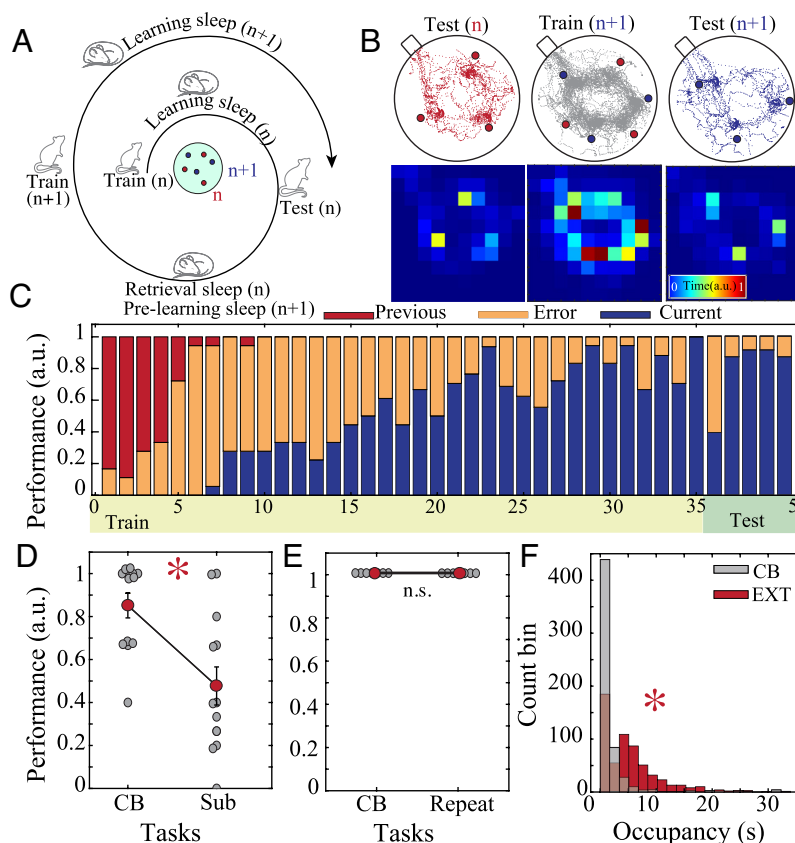 A
Learning sleep (n+1)
Learning sleep (n)
Train (n)
n+1
n
Train
(n+1)
Test (n)
Retrieval sleep (n)
Pre-learning sleep (n+1)
B
Test (n)
Train (n+1)
Test (n+1)
0 Time(a.u.) 1
C
Previous
Error
Current
Performance (a.u.)
1
0.8
0.6
0.4
0.2
0
0 5 10 15 20 25 30 35 40 5
Train
Test
D
*
Performance (a.u.)
1
0.8
0.6
0.4
0.2
0
CB Sub
Tasks
E
n.s.
1
0.8
0.6
0.4
0.2
0
CB Repeat
Tasks
F
CB
EXT
*
Count bin
400
300
200
100
0
0 10 20 30
Occupancy (s)